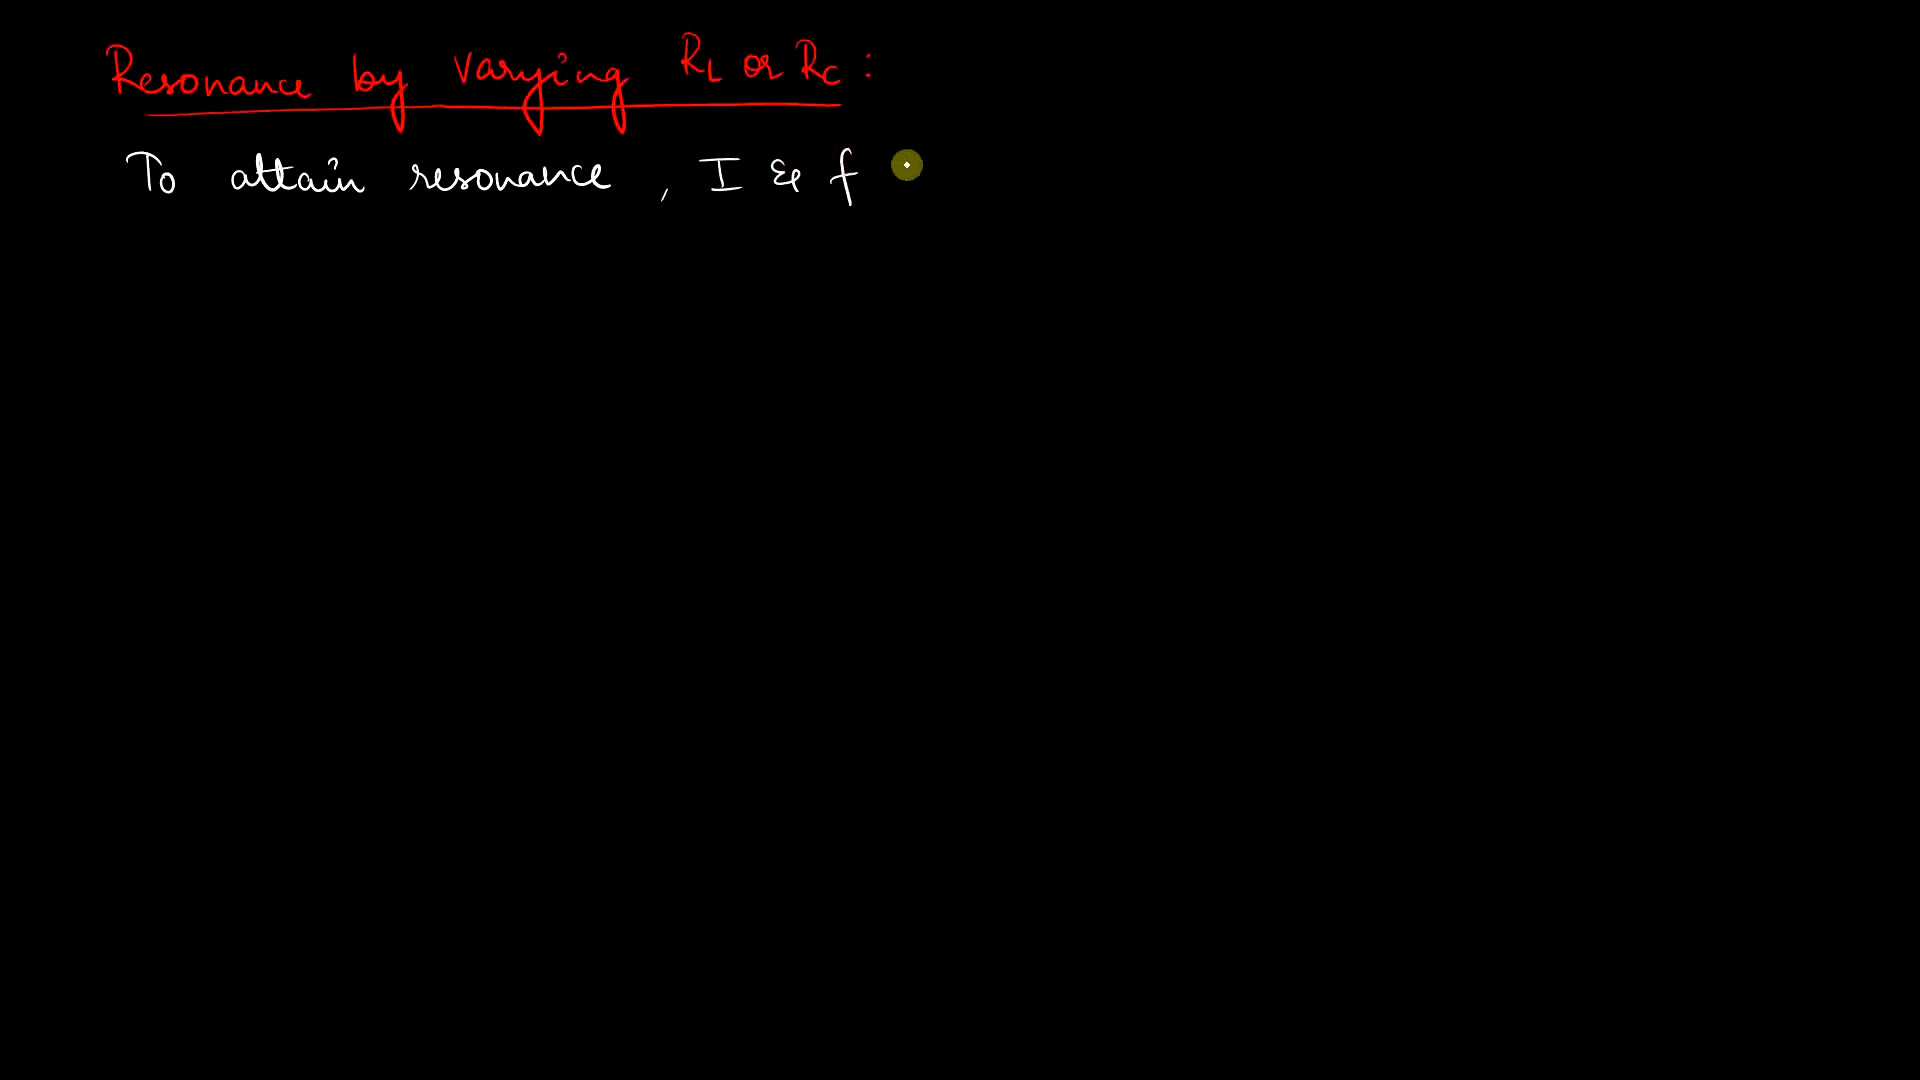 Resonance by varying RL or RC :
To attain resonance , I & f